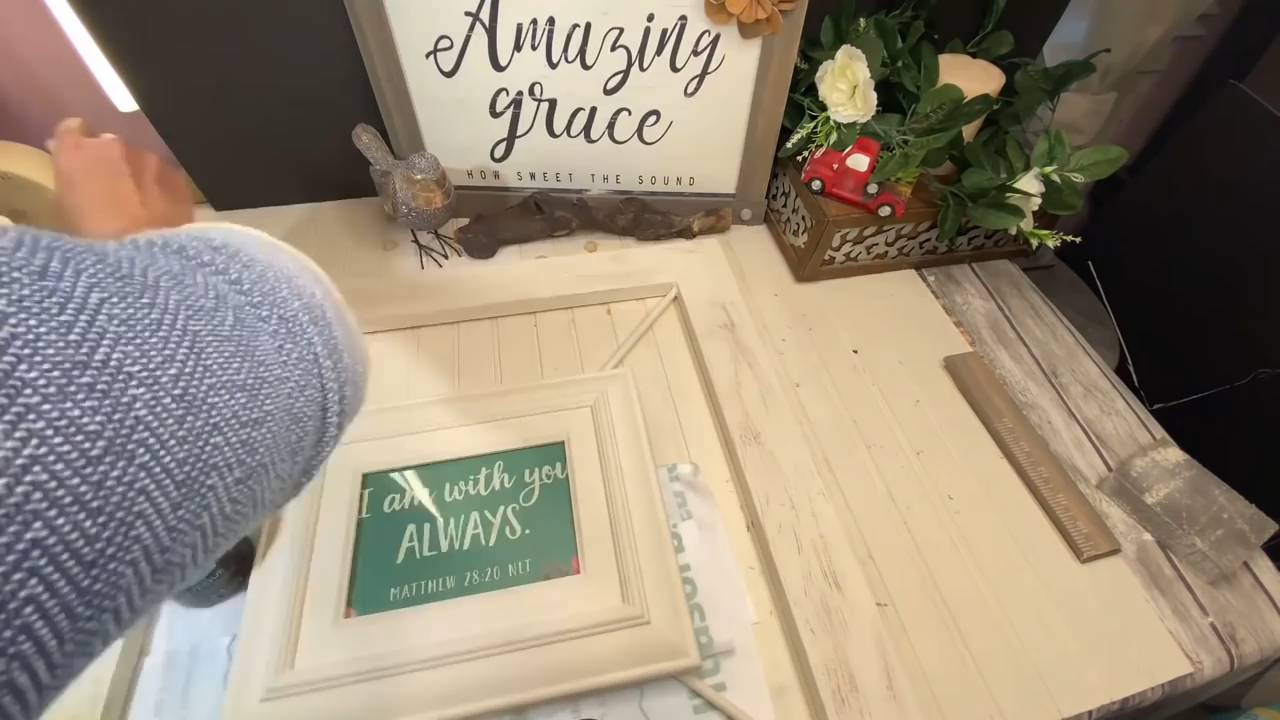 Amazing
grace
HOW SWEET THE SOUND
I am with you
ALWAYS.
MATTHEW 28:20 NLT